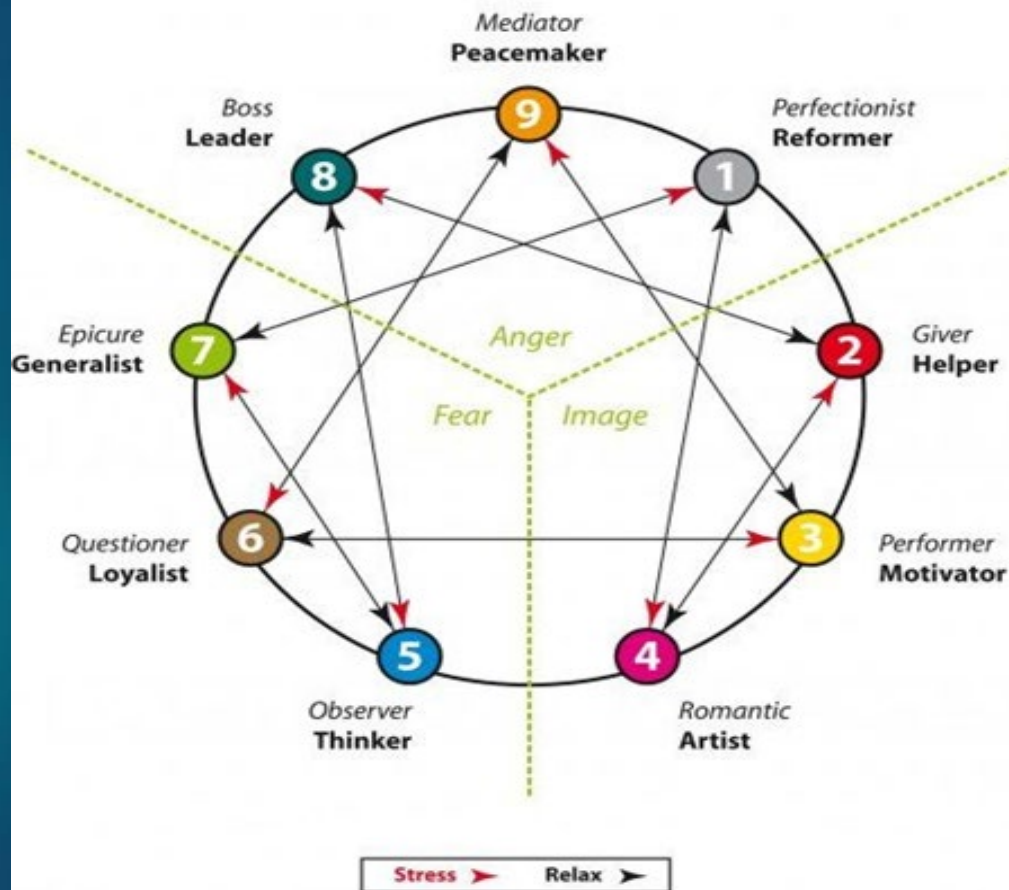 Mediator
Peacemaker
9
Boss
Leader
8
Perfectionist
Reformer
1
Anger
Epicure
Generalist
7
Giver
Helper
2
Fear
Image
Questioner
Loyalist
6
Performer
Motivator
3
5
4
Observer
Thinker
Romantic
Artist
Stress Relax